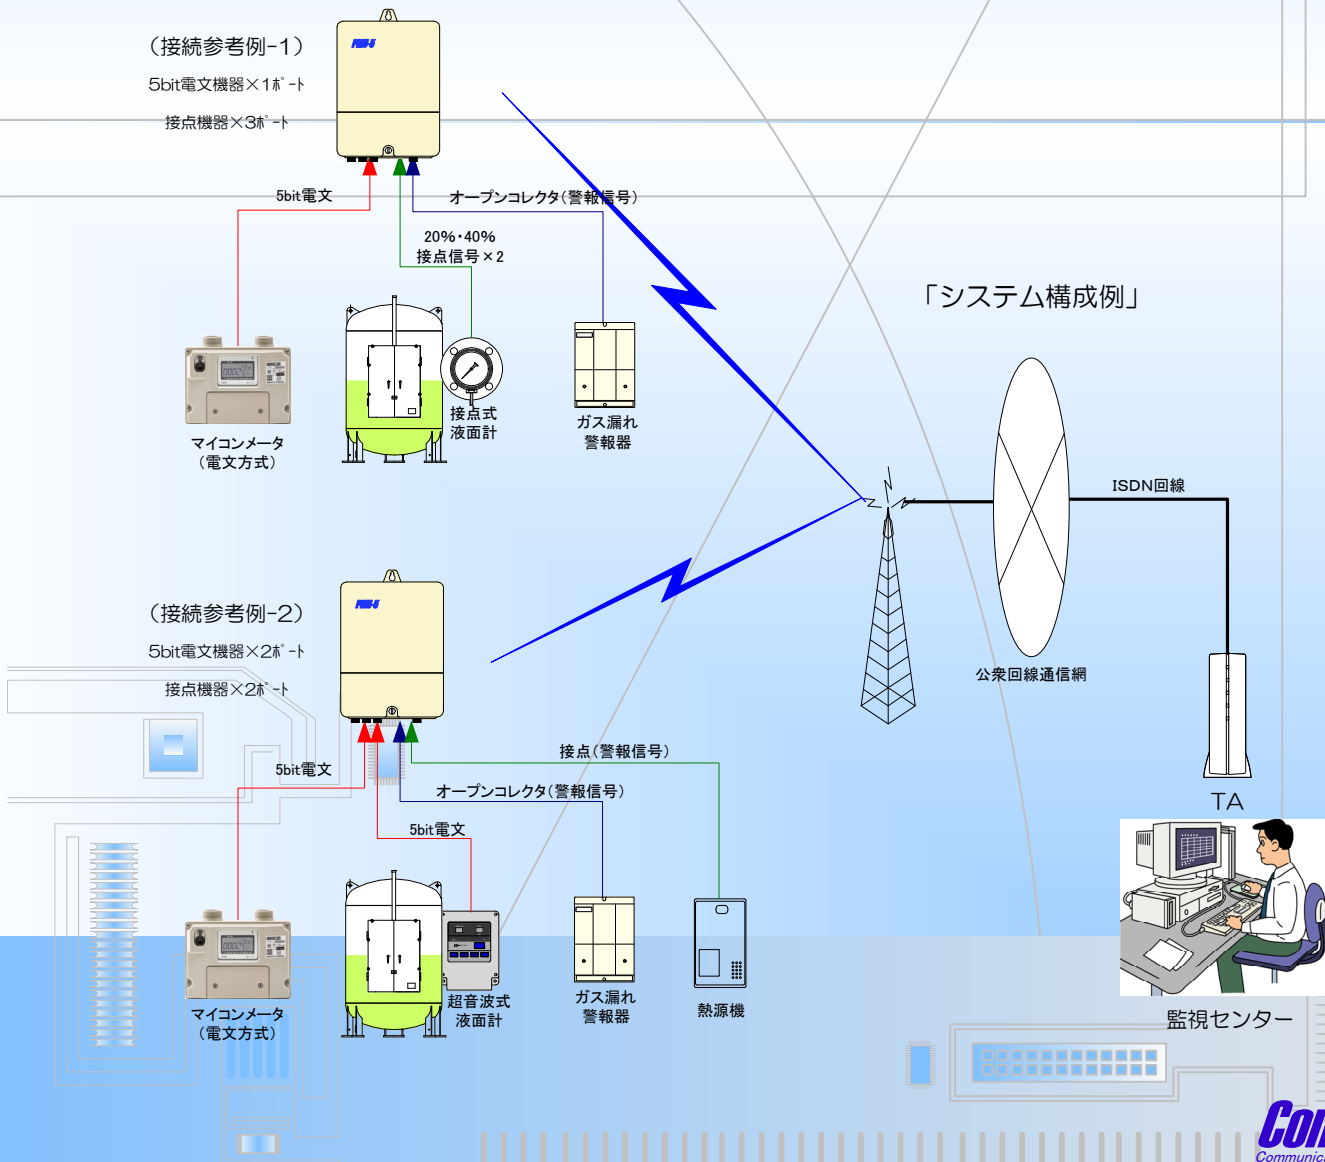 (接続参考例-1)
5bit電文機器×1ﾎﾟｰﾄ
接点機器×3ﾎﾟｰﾄ
5bit電文
オープンコレクタ(警報信号)
20%・40%
接点信号×2
「システム構成例」
マイコンメータ
(電文方式)
接点式
液面計
ガス漏れ
警報器
ISDN回線
公衆回線通信網
TA
監視センター
(接続参考例-2)
5bit電文機器×2ﾎﾟｰﾄ
接点機器×2ﾎﾟｰﾄ
5bit電文
接点(警報信号)
オープンコレクタ(警報信号)
5bit電文
マイコンメータ
(電文方式)
超音波式
液面計
ガス漏れ
警報器
熱源機